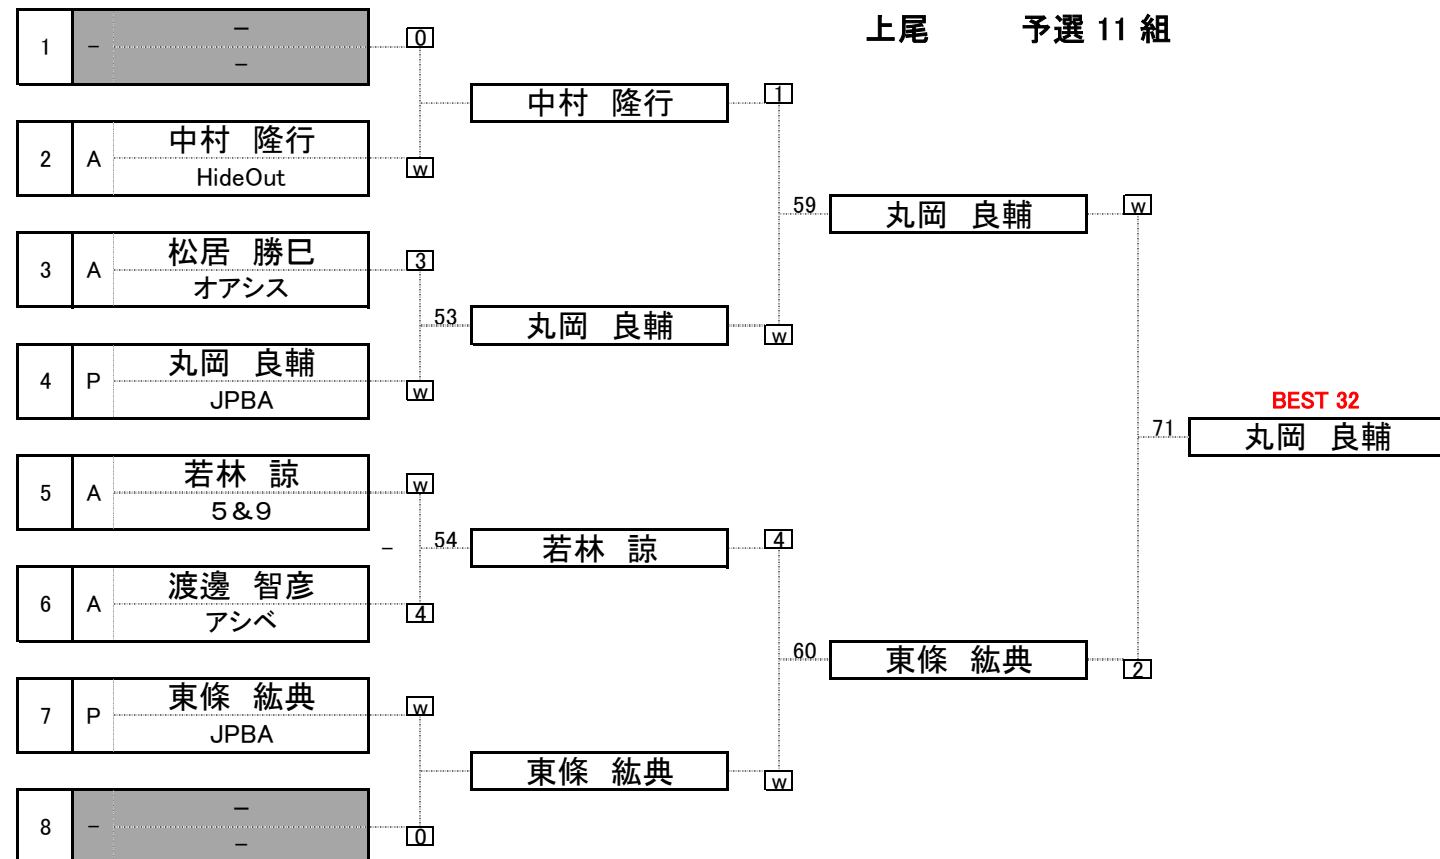 上尾 予選 11 組
1 - -
-
0
中村 隆行 1
2 A 中村 隆行
HideOut
w
59 丸岡 良輔 w
3 A 松居 勝巳
オアシス
3
53 丸岡 良輔 w
4 P 丸岡 良輔
JPBA
w
BEST 32
71 丸岡 良輔
5 A 若林 諒
5&9
w
- 54 若林 諒 4
6 A 渡邊 智彦
アシベ
4
60 東條 紘典 2
7 P 東條 紘典
JPBA
w
東條 紘典 w
8 - -
-
0